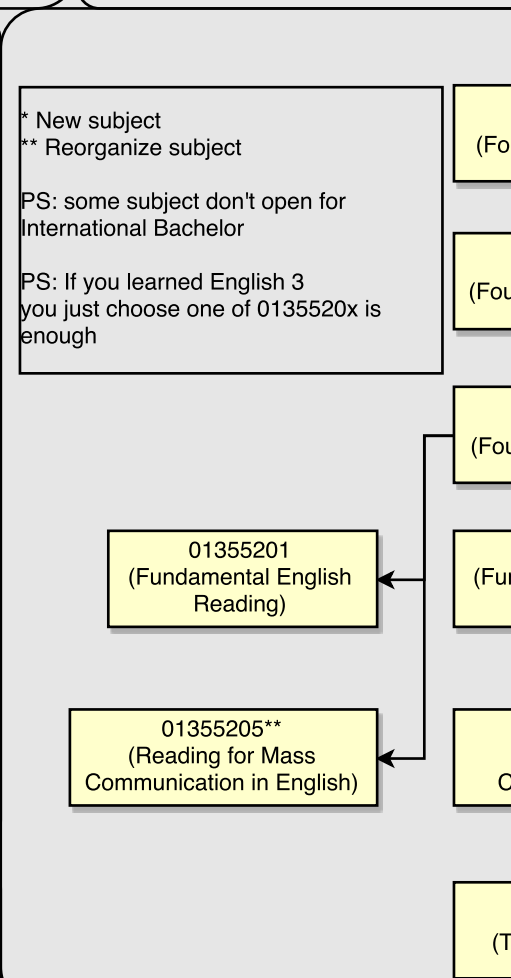 * New subject
** Reorganize subject
PS: some subject don't open for
International Bachelor
PS: If you learned English 3
you just choose one of 0135520x is
enough
01355201
(Fundamental English
Reading)
01355205**
(Reading for Mass
Communication in English)